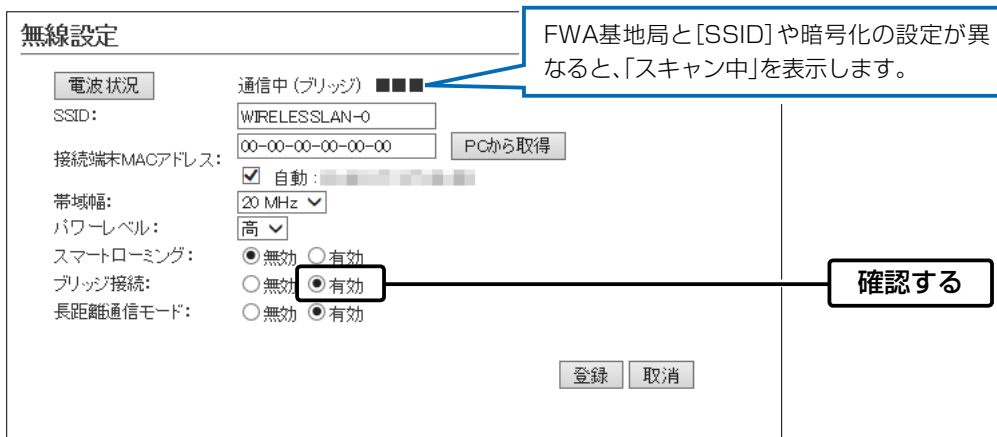 無線設定
FWA基地局と[SSID]や暗号化の設定が異
なると、「スキャン中」を表示します。
電波状況 通信中(ブリッジ) ■■■
SSID: WIRELESSLAN-0
接続端末MACアドレス: 00-00-00-00-00-00 PCから取得
自動:
帯域幅: 20 MHz
パワーレベル: 高
スマートローミング: 無効 有効
ブリッジ接続: 無効 有効
確認する
長距離通信モード: 無効 有効
登録 取消